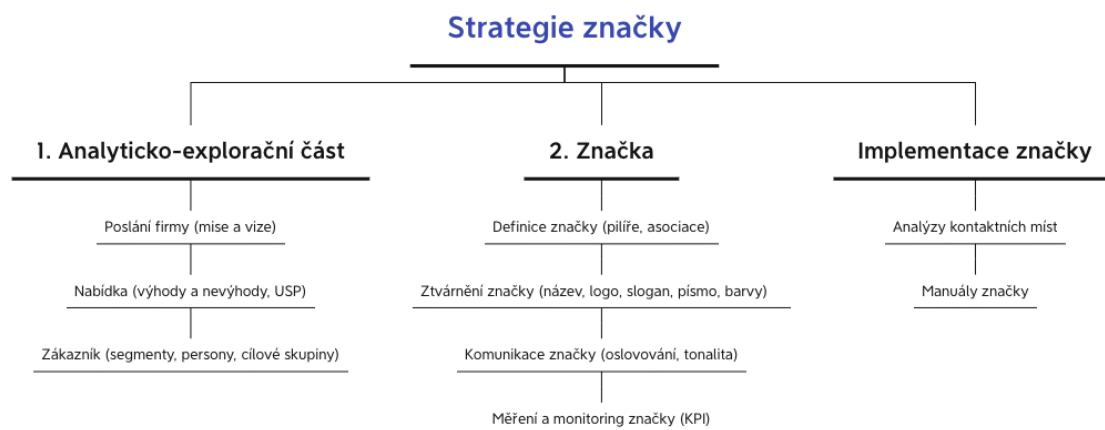 Strategie značky
1. Analyticko-explorační část
Poslání firmy (mise a vize)
Nabídka (výhody a nevýhody, USP)
Zákazník (segmenty, persony, cílové skupiny)
2. Značka
Definice značky (pilíře, asociace)
Ztvárnění značky (název, logo, slogan, písmo, barvy)
Komunikace značky (oslovování, tonalita)
Měření a monitoring značky (KPI)
Implementace značky
Analýzy kontaktních míst
Manuály značky